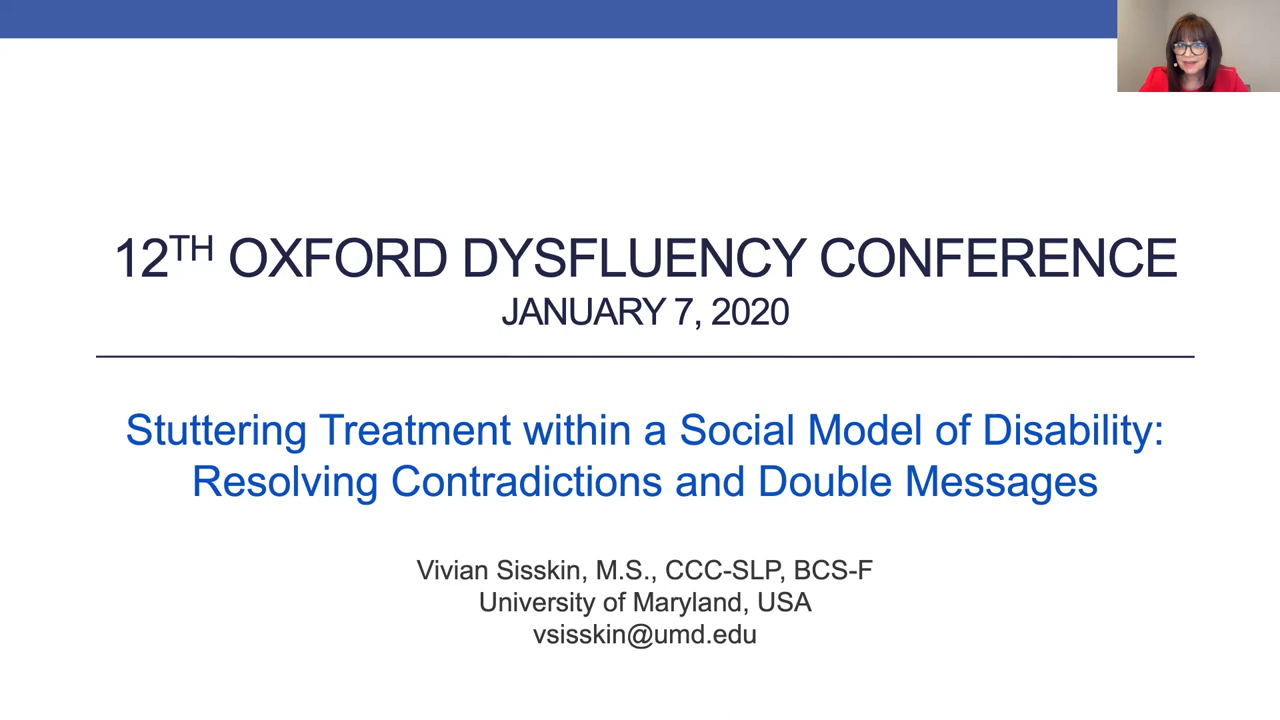 12TH OXFORD DYSFLUENCY CONFERENCE
JANUARY 7, 2020
Stuttering Treatment within a Social Model of Disability:
Resolving Contradictions and Double Messages
Vivian Sisskin, M.S., CCC-SLP, BCS-F
University of Maryland, USA
vsisskin@umd.edu